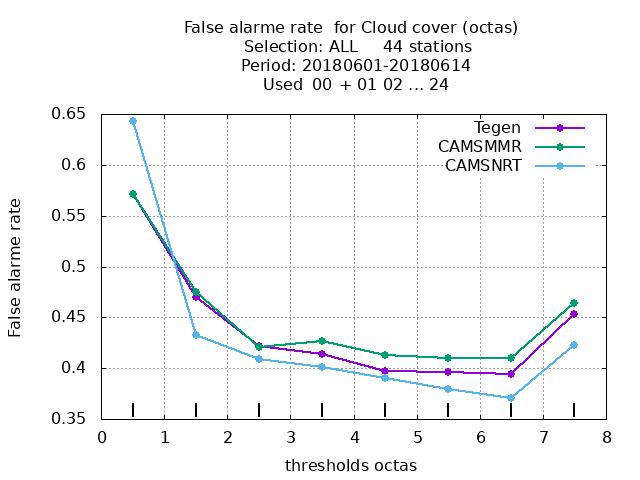 False alarme rate  for Cloud cover (octas)
Selection: ALL     44 stations
Period: 20180601-20180614
Used  00  + 01 02 ... 24
Tegen
CAMSMMR
CAMSNRT
0.65
0.6
0.55
0.5
0.45
0.4
0.35
False alarme rate
0 1 2 3 4 5 6 7 8
thresholds octas